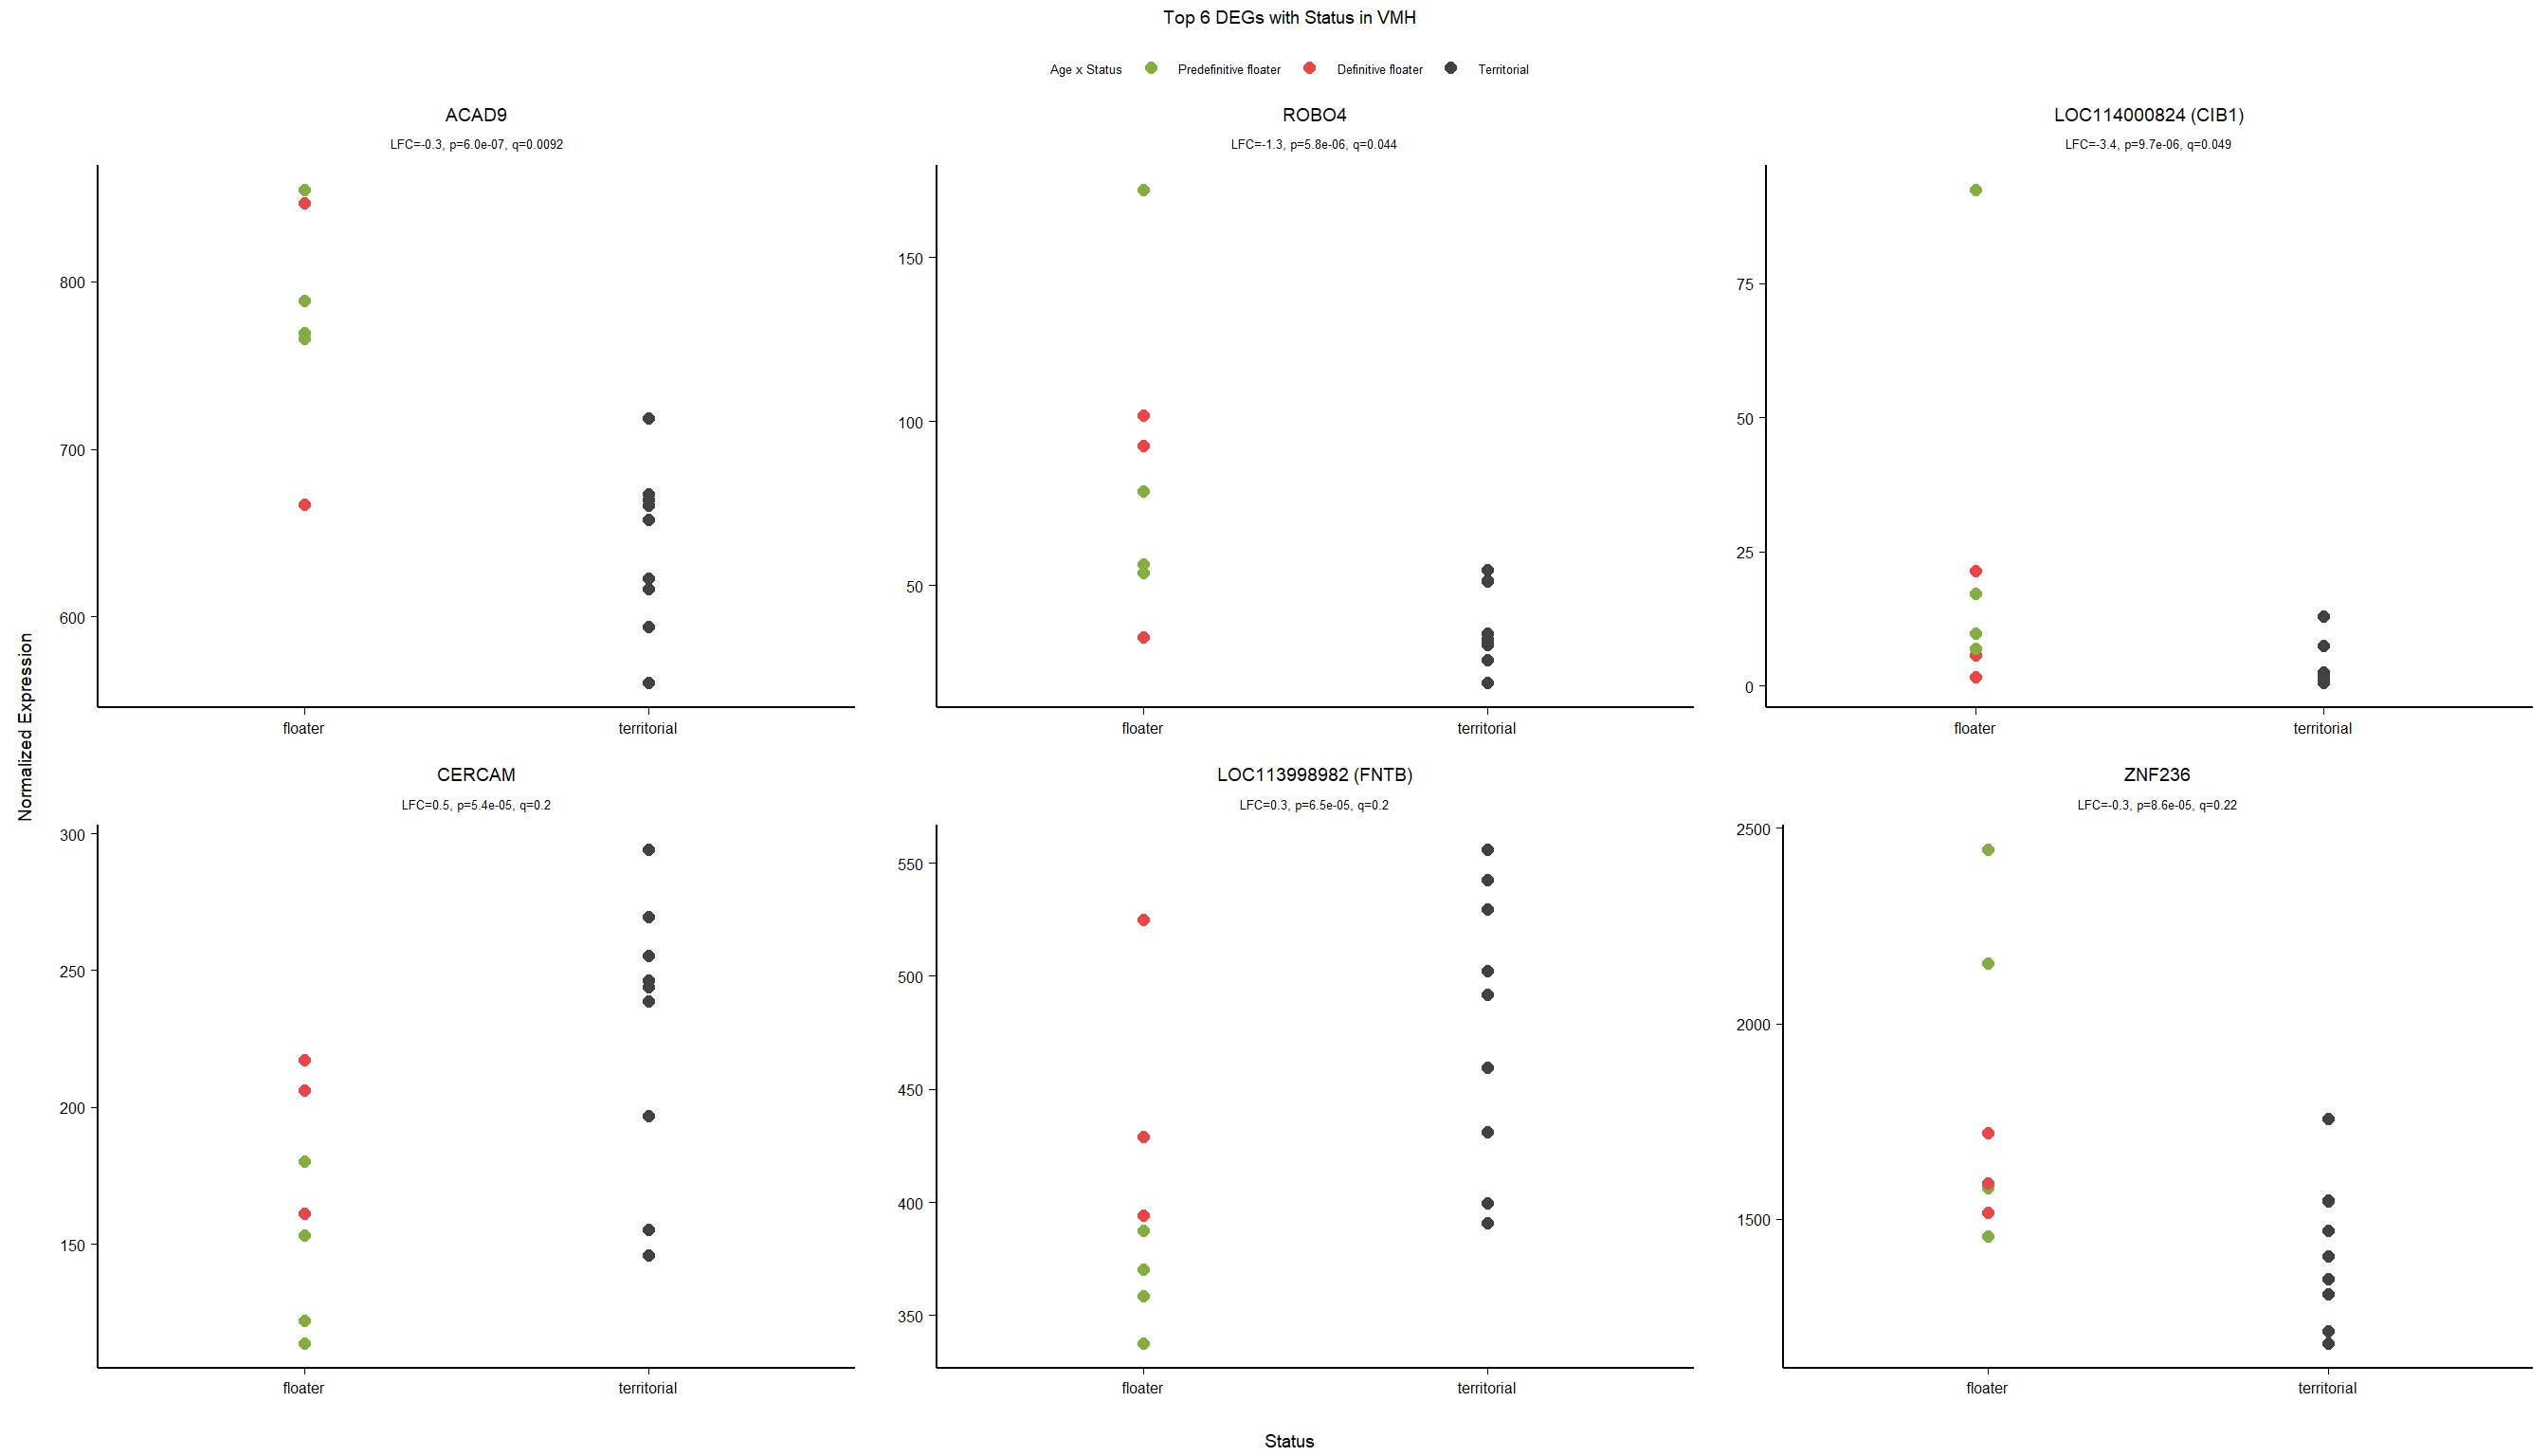 Top 6 DEGs with Status in VMH
Age x Status Predefinitive floater Definitive floater Territorial
ACAD9
LFC=-0.3, p=6.0e-07, q=0.0092
800
700
600
floater territorial
ROBO4
LFC=-1.3, p=5.8e-06, q=0.044
150
100
50
floater territorial
LOC114000824 (CIB1)
LFC=-3.4, p=9.7e-06, q=0.049
75
50
25
0
floater territorial
Normalized Expression
CERCAM
LFC=0.5, p=5.4e-05, q=0.2
300
250
200
150
floater territorial
LOC113998982 (FNTB)
LFC=0.3, p=6.5e-05, q=0.2
550
500
450
400
350
floater territorial
ZNF236
LFC=-0.3, p=8.6e-05, q=0.22
2500
2000
1500
floater territorial
Status